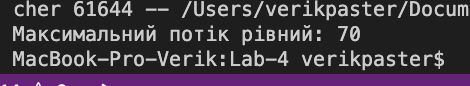 cher 61644 -- /Users/verikpaster/Docum
Максимальний потік рівний: 70
MacBook-Pro-Verik:Lab-4 verikpaster$